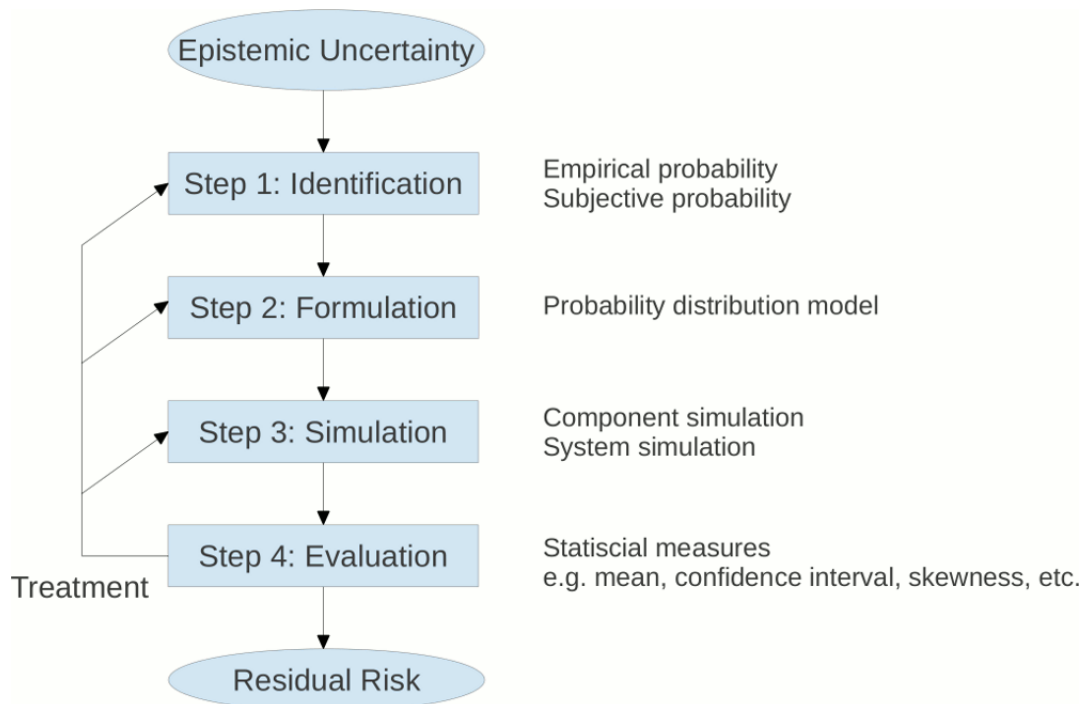 Epistemic Uncertainty
Step 1: Identification
Empirical probability
Subjective probability
Step 2: Formulation
Probability distribution model
Step 3: Simulation
Component simulation
System simulation
Step 4: Evaluation
Statiscial measures
e.g. mean, confidence interval, skewness, etc.
Treatment
Residual Risk